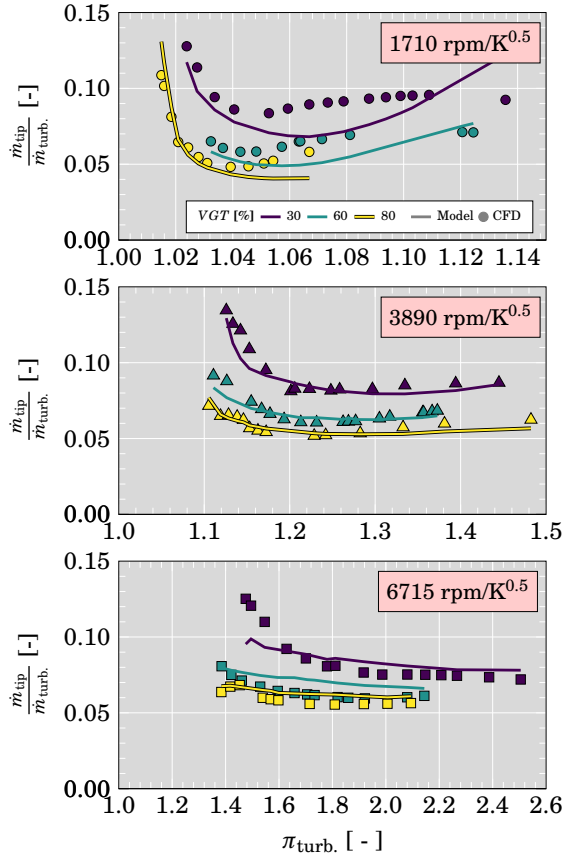 0.15
1710 rpm/K^0.5
0.10
ṁ_tip / ṁ_turb. [-]
0.05
VGT [%] 30 60 80 Model CFD
0.00
1.00 1.02 1.04 1.06 1.08 1.10 1.12 1.14
0.15
3890 rpm/K^0.5
0.10
ṁ_tip / ṁ_turb. [-]
0.05
0.00
1.0 1.1 1.2 1.3 1.4 1.5
0.15
6715 rpm/K^0.5
0.10
ṁ_tip / ṁ_turb. [-]
0.05
0.00
1.0 1.2 1.4 1.6 1.8 2.0 2.2 2.4 2.6
π_turb. [ - ]